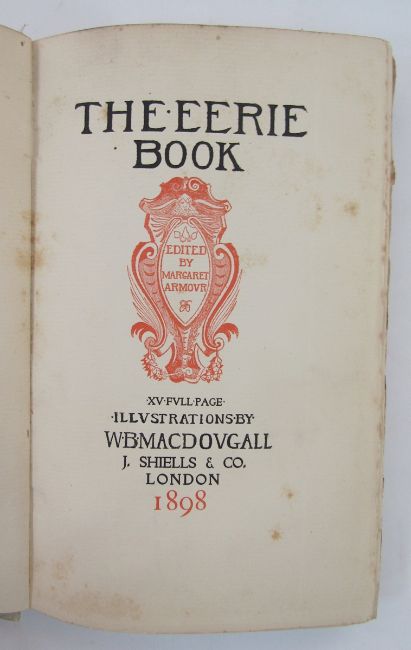 THE·EERIE
BOOK
EDITED
BY
MARGARET
ARMOVR
·XV·FVLL·PAGE·
·ILLVSTRATIONS·BY·
W·B·MACDOVGALL
J. SHIELLS & CO.
LONDON
1898